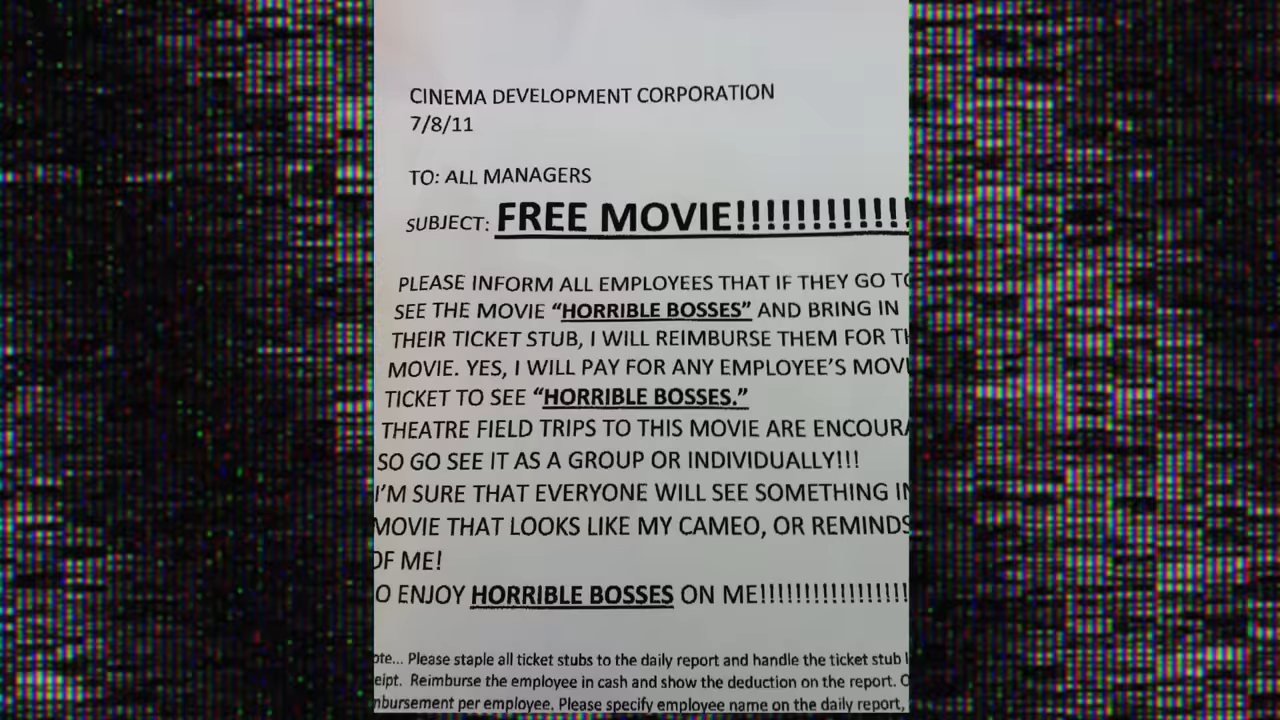 CINEMA DEVELOPMENT CORPORATION
7/8/11
TO: ALL MANAGERS
SUBJECT: FREE MOVIE!!!!!!!!!!!!
PLEASE INFORM ALL EMPLOYEES THAT IF THEY GO TO
SEE THE MOVIE “HORRIBLE BOSSES” AND BRING IN
THEIR TICKET STUB, I WILL REIMBURSE THEM FOR TH
MOVIE. YES, I WILL PAY FOR ANY EMPLOYEE’S MOVI
TICKET TO SEE “HORRIBLE BOSSES.”
THEATRE FIELD TRIPS TO THIS MOVIE ARE ENCOURA
SO GO SEE IT AS A GROUP OR INDIVIDUALLY!!!
I’M SURE THAT EVERYONE WILL SEE SOMETHING IN
MOVIE THAT LOOKS LIKE MY CAMEO, OR REMINDS
OF ME!
O ENJOY HORRIBLE BOSSES ON ME!!!!!!!!!!!!!!!!!!
ote... Please staple all ticket stubs to the daily report and handle the ticket stub l
eipt. Reimburse the employee in cash and show the deduction on the report. O
mbursement per employee. Please specify employee name on the daily report,